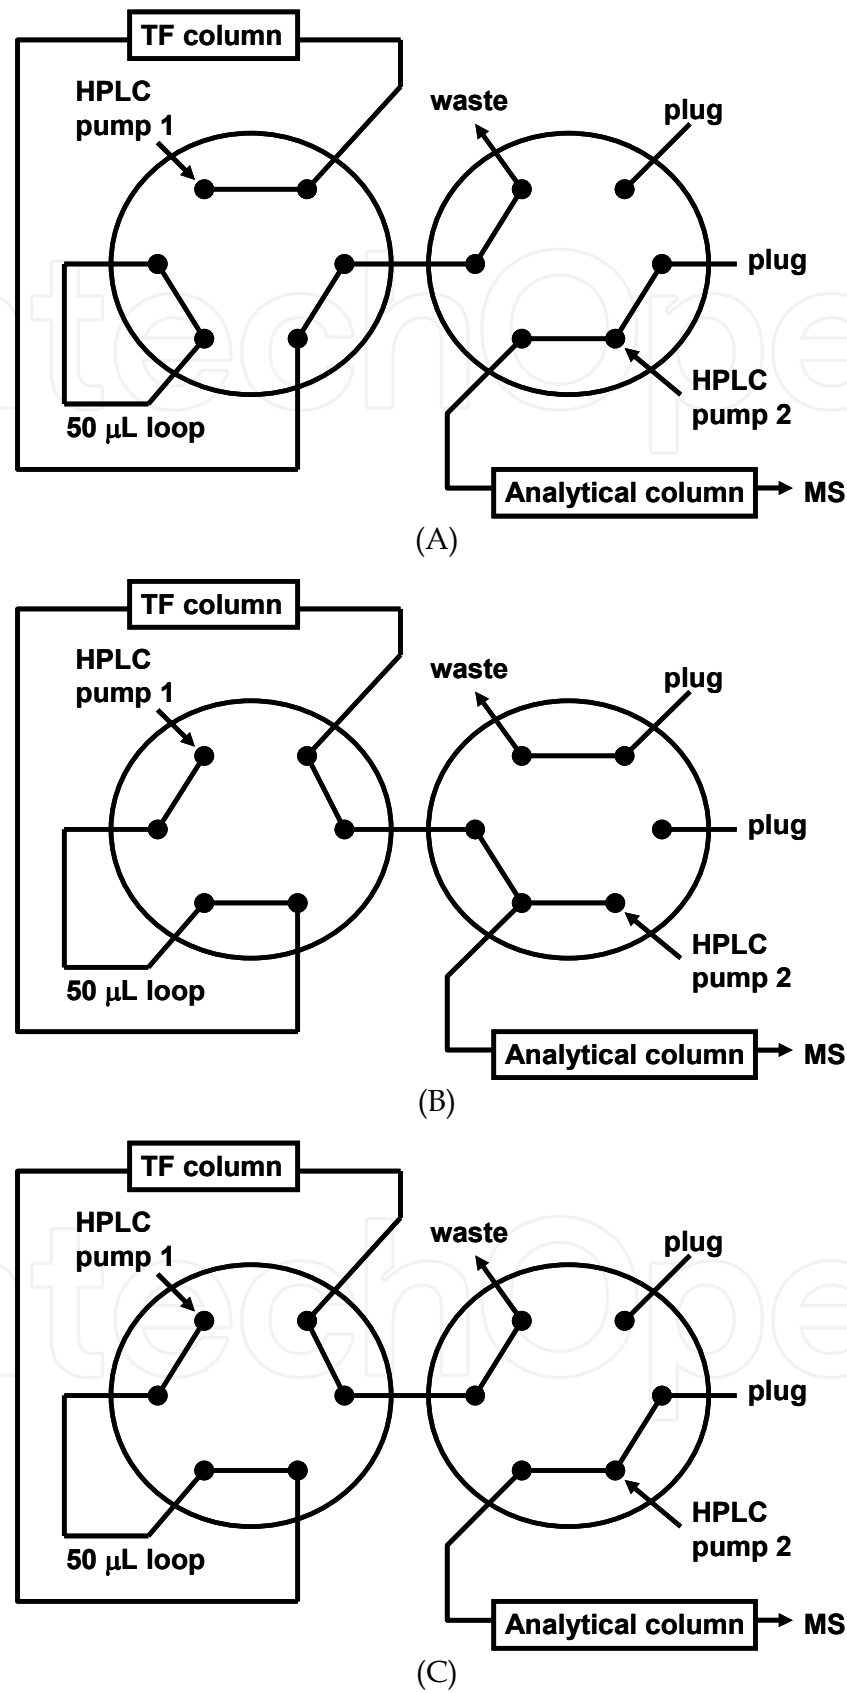 TF column
HPLC
pump 1
waste
plug
plug
50 μL loop
HPLC
pump 2
Analytical column
MS
(A)
TF column
HPLC
pump 1
waste
plug
plug
50 μL loop
HPLC
pump 2
Analytical column
MS
(B)
TF column
HPLC
pump 1
waste
plug
plug
50 μL loop
HPLC
pump 2
Analytical column
MS
(C)